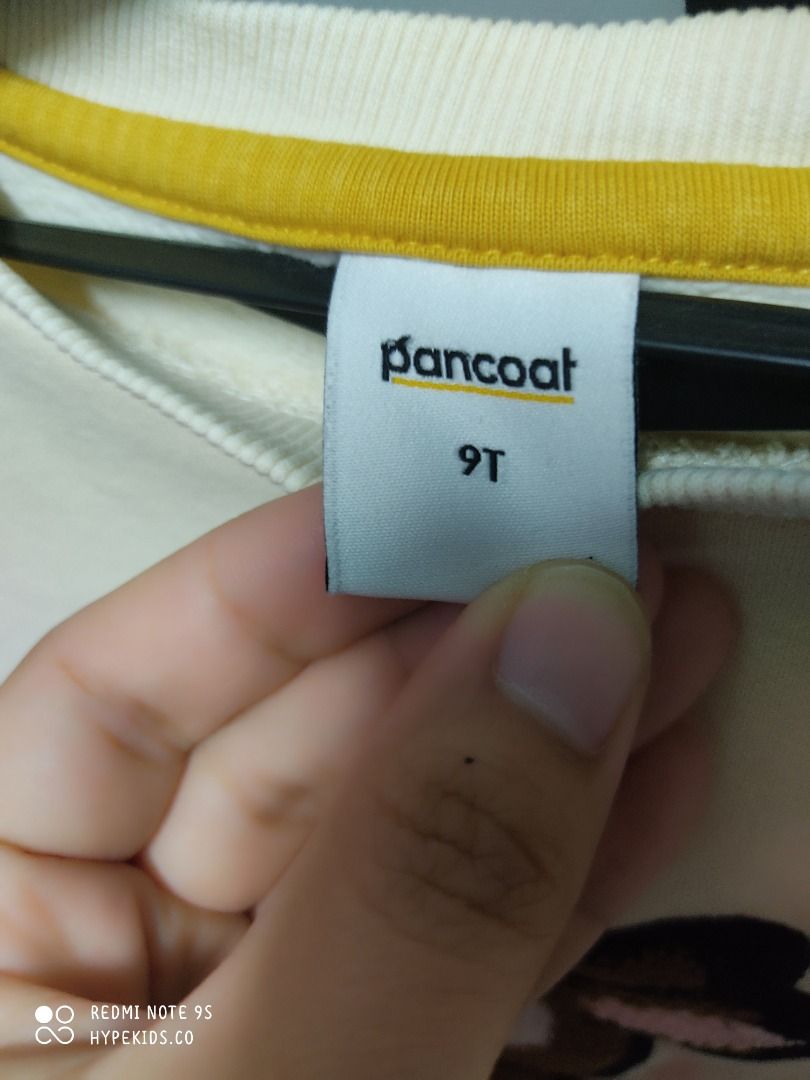 pancoat
9T
REDMI NOTE 9S
HYPEKIDS.CO